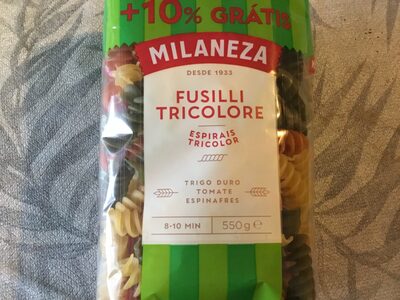 +10% GRÁTIS
MILANEZA
DESDE 1933
FUSILLI
TRICOLORE
ESPIRAIS
TRICOLOR
TRIGO DURO
TOMATE
ESPINAFRES
8-10 MIN
550g e